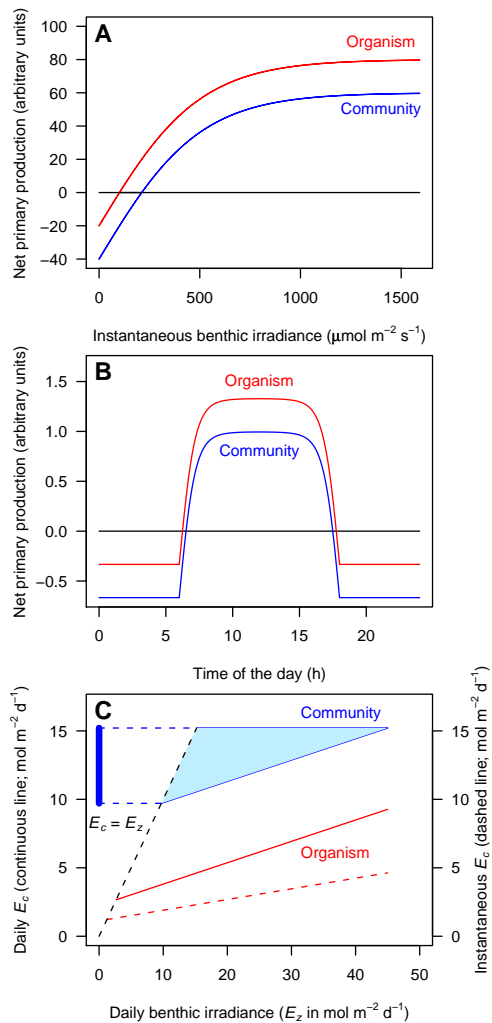 A
Organism
Community
Net primary production (arbitrary units)
100
80
60
40
20
0
−20
−40
0 500 1000 1500
Instantaneous benthic irradiance (μmol m⁻² s⁻¹)
B
Organism
Community
Net primary production (arbitrary units)
1.5
1.0
0.5
0.0
−0.5
0 5 10 15 20
Time of the day (h)
C
Community
E_c = E_z
Organism
Daily E_c (continuous line; mol m⁻² d⁻¹)
15
10
5
0
Instantaneous E_c (dashed line; mol m⁻² d⁻¹)
15
10
5
0
0 10 20 30 40 50
Daily benthic irradiance (E_z in mol m⁻² d⁻¹)